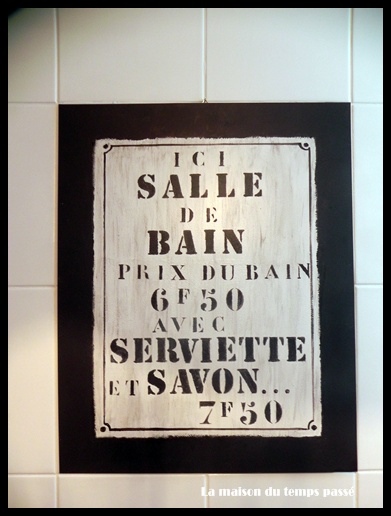 ICI
SALLE
DE
BAIN
PRIX DU BAIN
6F50
AVEC
SERVIETTE
ET SAVON...
7F50
La maison du temps passé